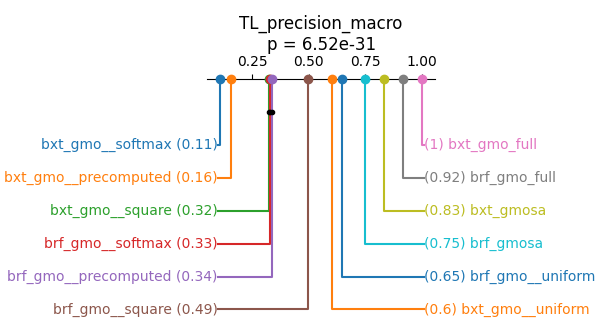 TL_precision_macro
p = 6.52e-31
0.25 0.50 0.75 1.00
bxt_gmo__softmax (0.11)
(1) bxt_gmo_full
bxt_gmo__precomputed (0.16)
(0.92) brf_gmo_full
bxt_gmo__square (0.32)
(0.83) bxt_gmosa
brf_gmo__softmax (0.33)
(0.75) brf_gmosa
brf_gmo__precomputed (0.34)
(0.65) brf_gmo__uniform
brf_gmo__square (0.49)
(0.6) bxt_gmo__uniform